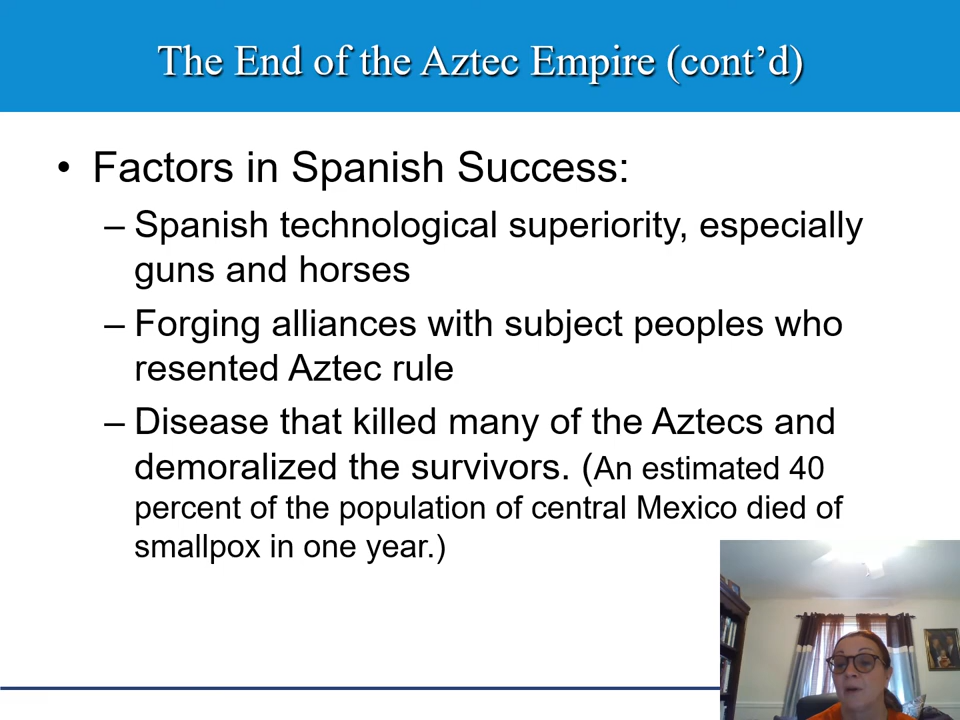 The End of the Aztec Empire (cont’d)
• Factors in Spanish Success:
– Spanish technological superiority, especially
guns and horses
– Forging alliances with subject peoples who
resented Aztec rule
– Disease that killed many of the Aztecs and
demoralized the survivors. (An estimated 40
percent of the population of central Mexico died of
smallpox in one year.)